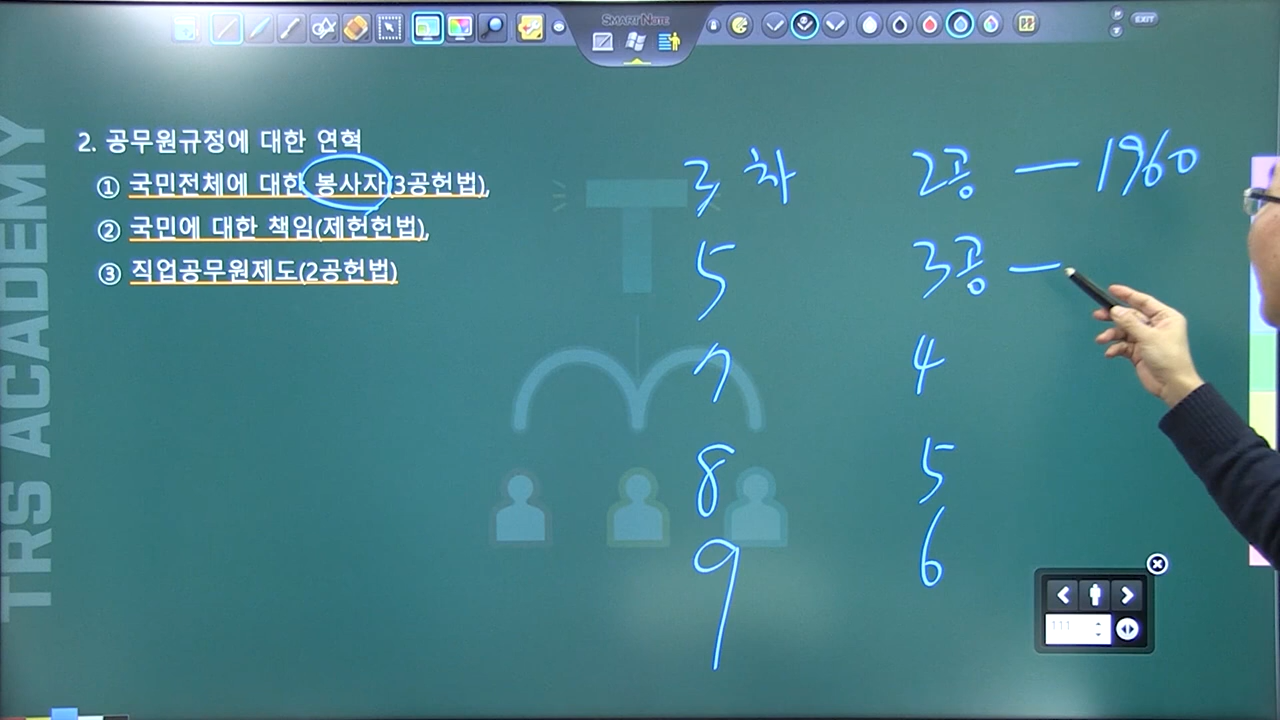 SMART NOTE
EXIT
2. 공무원규정에 대한 연혁
① 국민전체에 대한 봉사자(3공헌법),
② 국민에 대한 책임(제헌헌법),
③ 직업공무원제도(2공헌법)
3차 2공 — 1960
5 3공 —
7 4
8 5
9 6
TRS ACADEMY
111